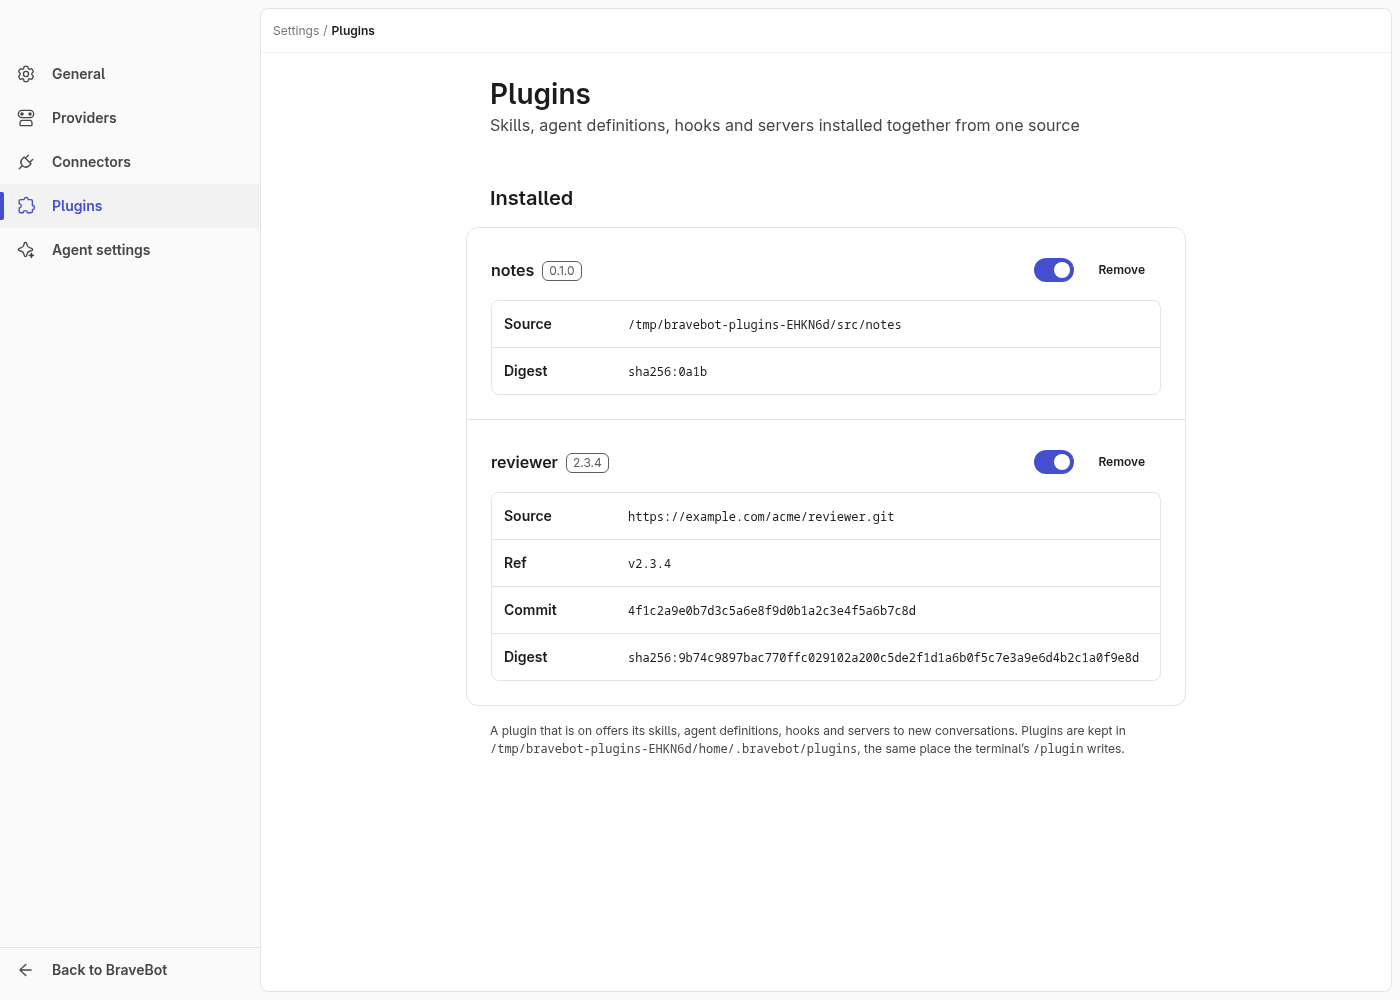 Settings / Plugins
General
Providers
Connectors
Plugins
Agent settings
Back to BraveBot
Plugins
Skills, agent definitions, hooks and servers installed together from one source
Installed
notes 0.1.0 Remove
Source /tmp/bravebot-plugins-EHKN6d/src/notes
Digest sha256:0a1b
reviewer 2.3.4 Remove
Source https://example.com/acme/reviewer.git
Ref v2.3.4
Commit 4f1c2a9e0b7d3c5a6e8f9d0b1a2c3e4f5a6b7c8d
Digest sha256:9b74c9897bac770ffc029102a200c5de2f1d1a6b0f5c7e3a9e6d4b2c1a0f9e8d
A plugin that is on offers its skills, agent definitions, hooks and servers to new conversations. Plugins are kept in
/tmp/bravebot-plugins-EHKN6d/home/.bravebot/plugins, the same place the terminal's /plugin writes.